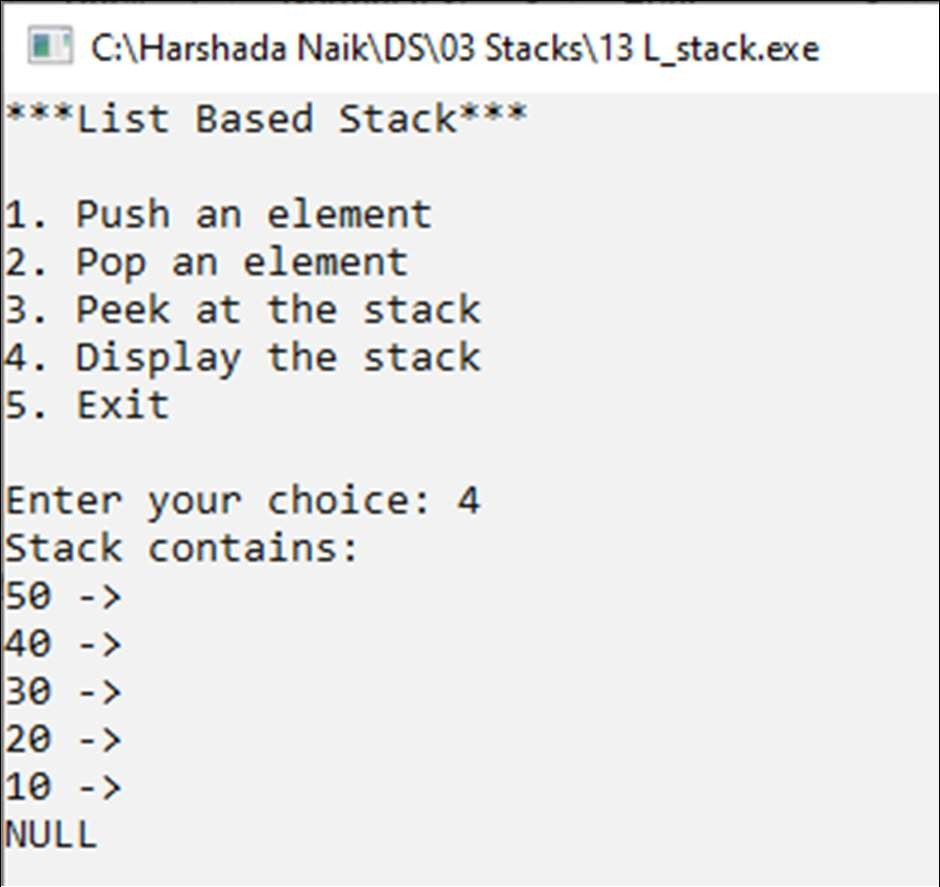 C:\Harshada Naik\DS\03 Stacks\13 L_stack.exe
***List Based Stack***
1. Push an element
2. Pop an element
3. Peek at the stack
4. Display the stack
5. Exit
Enter your choice: 4
Stack contains:
50 ->
40 ->
30 ->
20 ->
10 ->
NULL